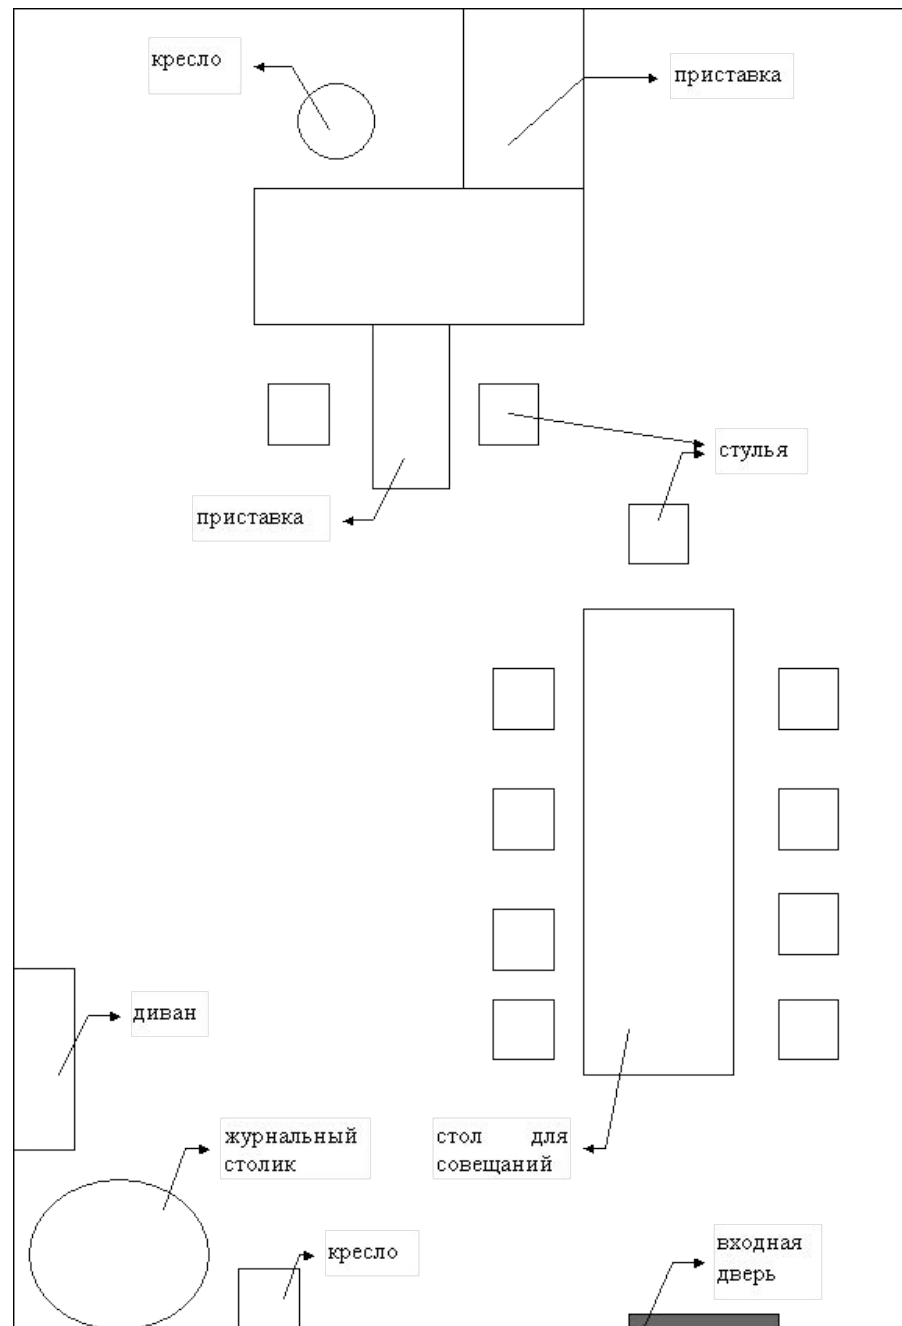 кресло
приставка
стулья
приставка
диван
журнальный
столик
стол для
совещаний
кресло
входная
дверь